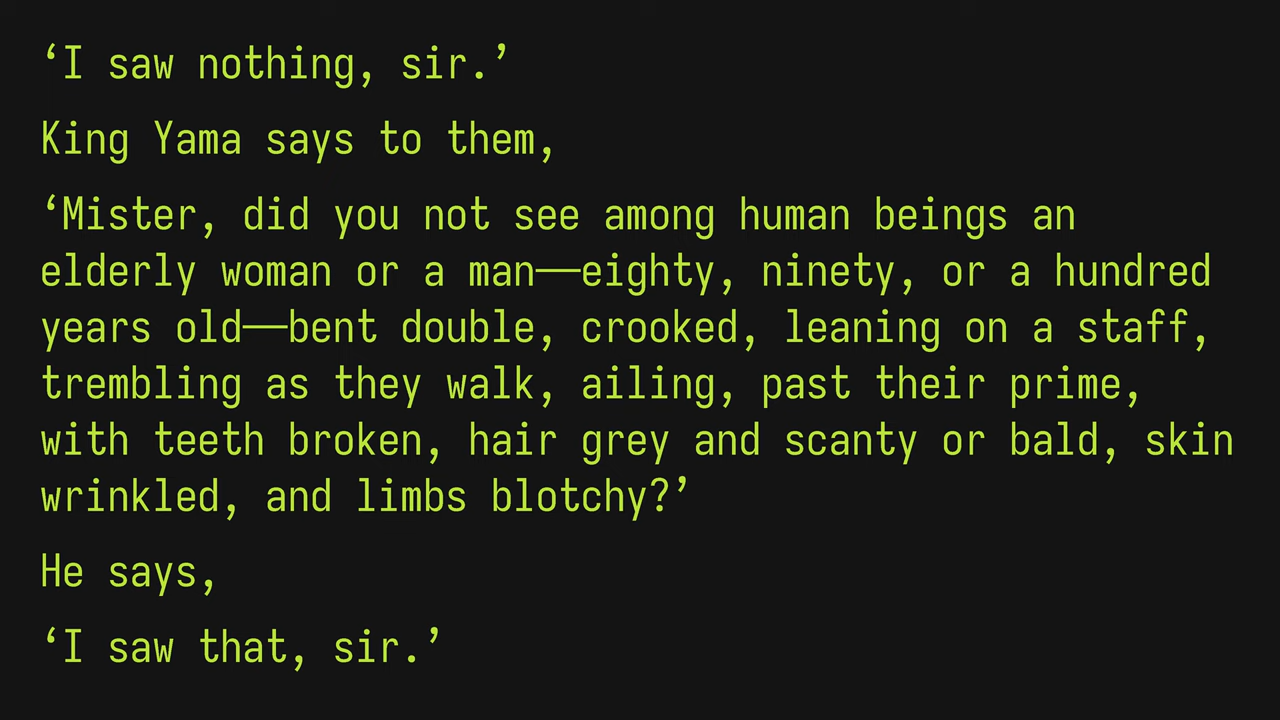 ‘I saw nothing, sir.’
King Yama says to them,
‘Mister, did you not see among human beings an
elderly woman or a man—eighty, ninety, or a hundred
years old—bent double, crooked, leaning on a staff,
trembling as they walk, ailing, past their prime,
with teeth broken, hair grey and scanty or bald, skin
wrinkled, and limbs blotchy?’
He says,
‘I saw that, sir.’